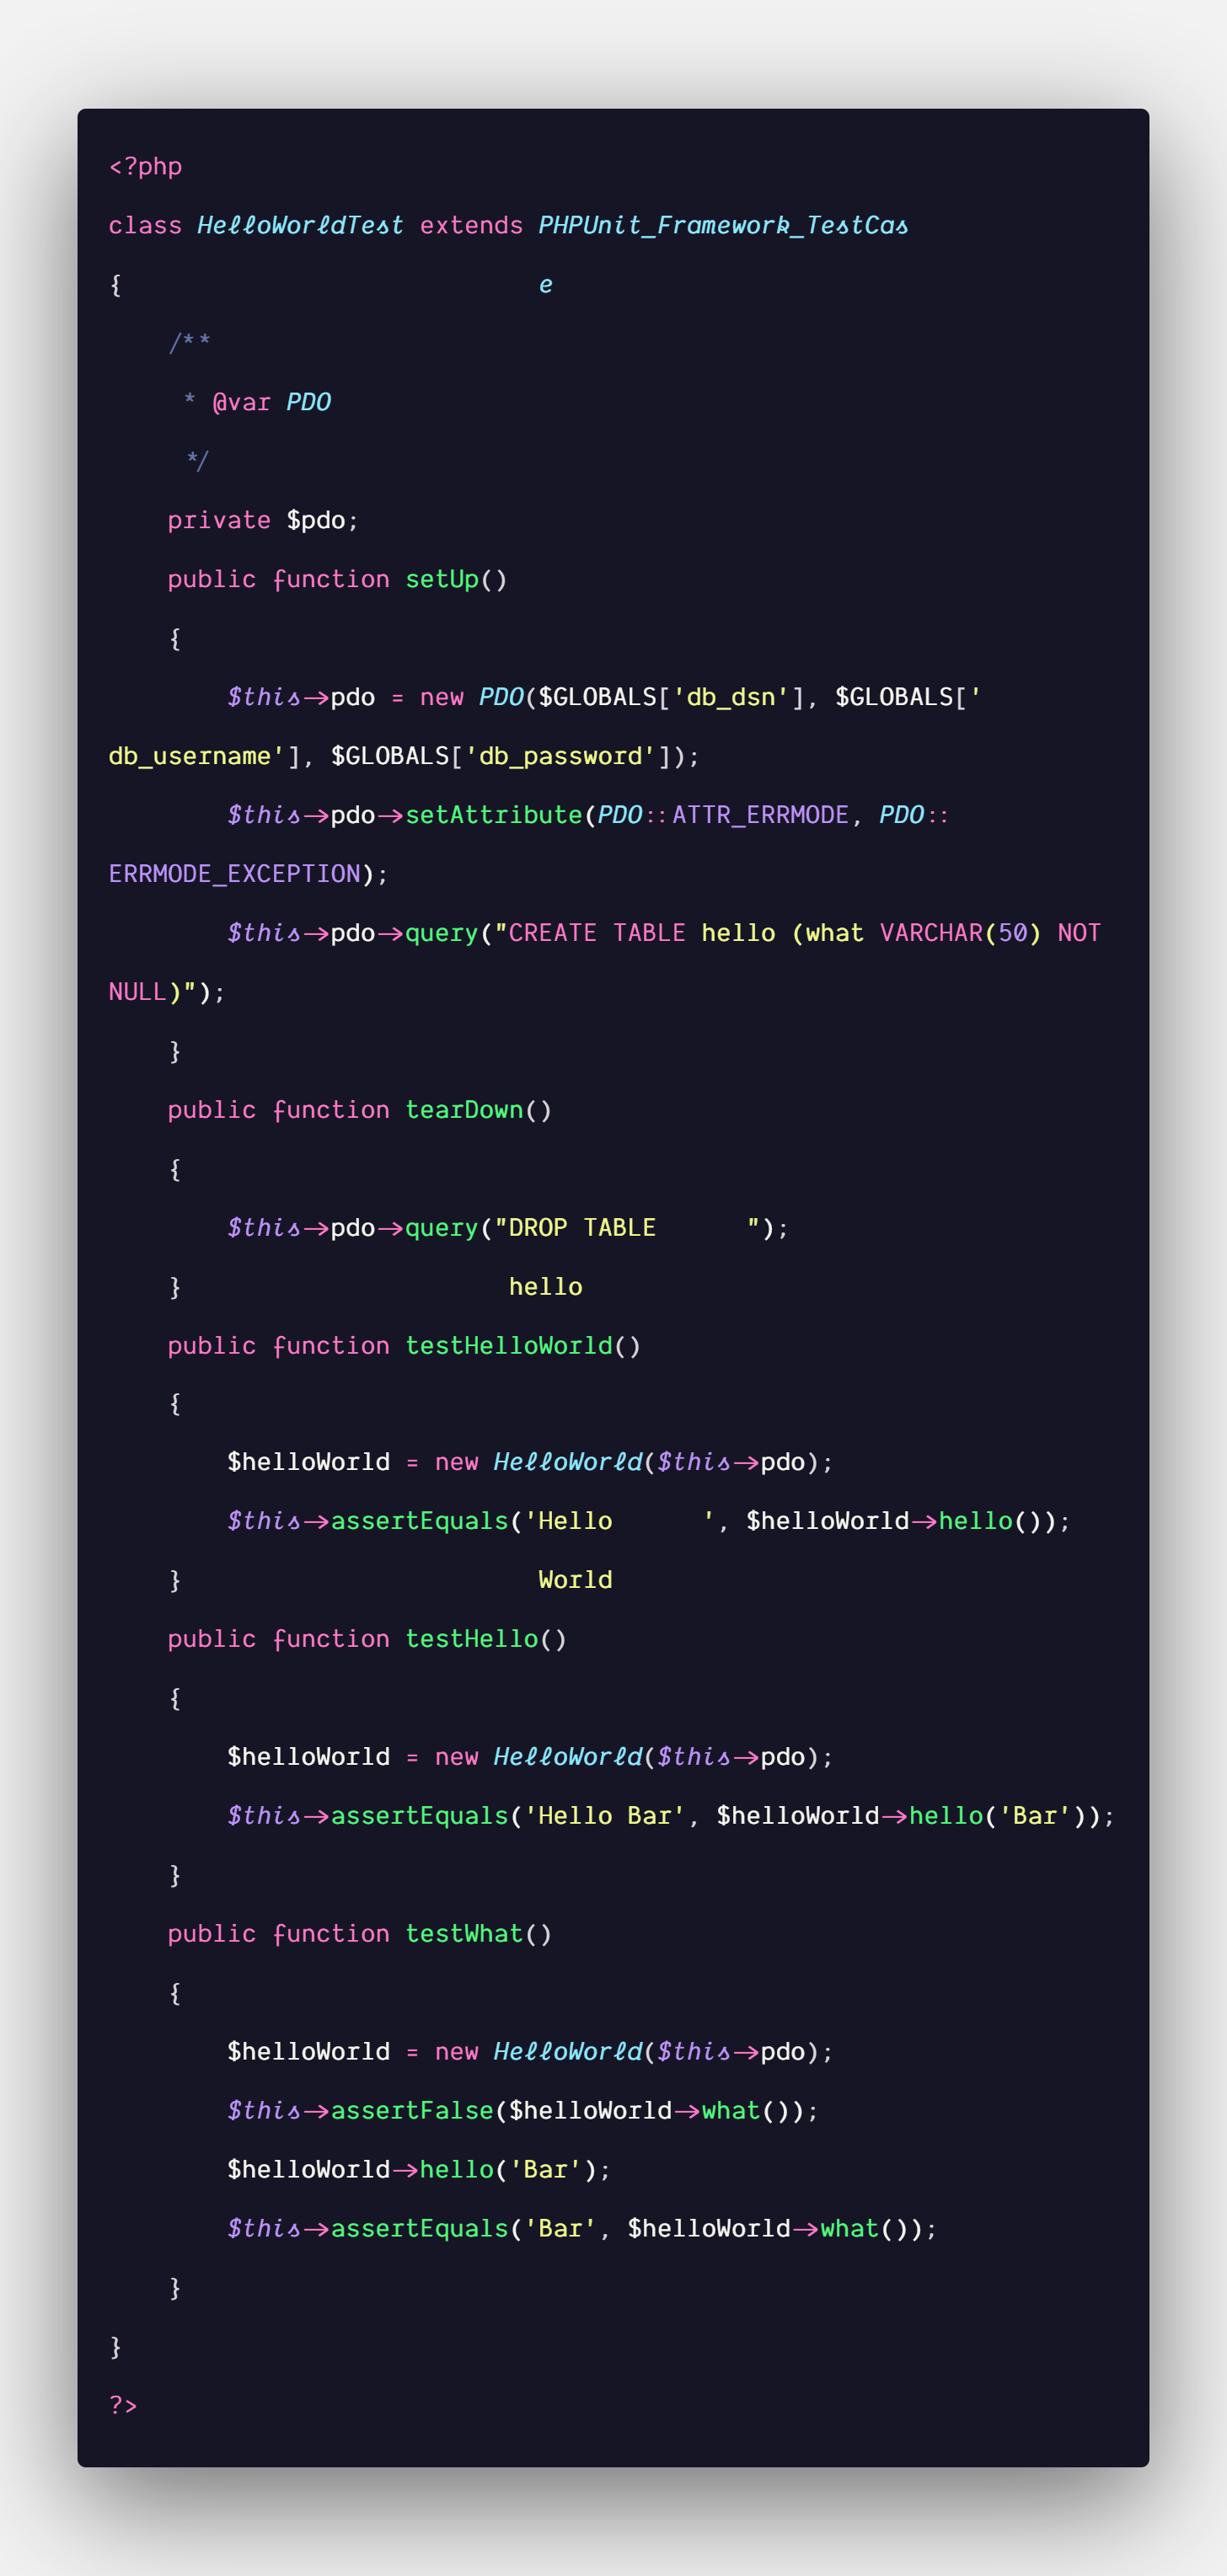 <?php
class HelloWorldTest extends PHPUnit_Framework_TestCas
{                            e
    /**
     * @var PDO
     */
    private $pdo;
    public function setUp()
    {
        $this->pdo = new PDO($GLOBALS['db_dsn'], $GLOBALS['
db_username'], $GLOBALS['db_password']);
        $this->pdo->setAttribute(PDO::ATTR_ERRMODE, PDO::
ERRMODE_EXCEPTION);
        $this->pdo->query("CREATE TABLE hello (what VARCHAR(50) NOT
NULL)");
    }
    public function tearDown()
    {
        $this->pdo->query("DROP TABLE      ");
    }                      hello
    public function testHelloWorld()
    {
        $helloWorld = new HelloWorld($this->pdo);
        $this->assertEquals('Hello      ', $helloWorld->hello());
    }                        World
    public function testHello()
    {
        $helloWorld = new HelloWorld($this->pdo);
        $this->assertEquals('Hello Bar', $helloWorld->hello('Bar'));
    }
    public function testWhat()
    {
        $helloWorld = new HelloWorld($this->pdo);
        $this->assertFalse($helloWorld->what());
        $helloWorld->hello('Bar');
        $this->assertEquals('Bar', $helloWorld->what());
    }
}
?>